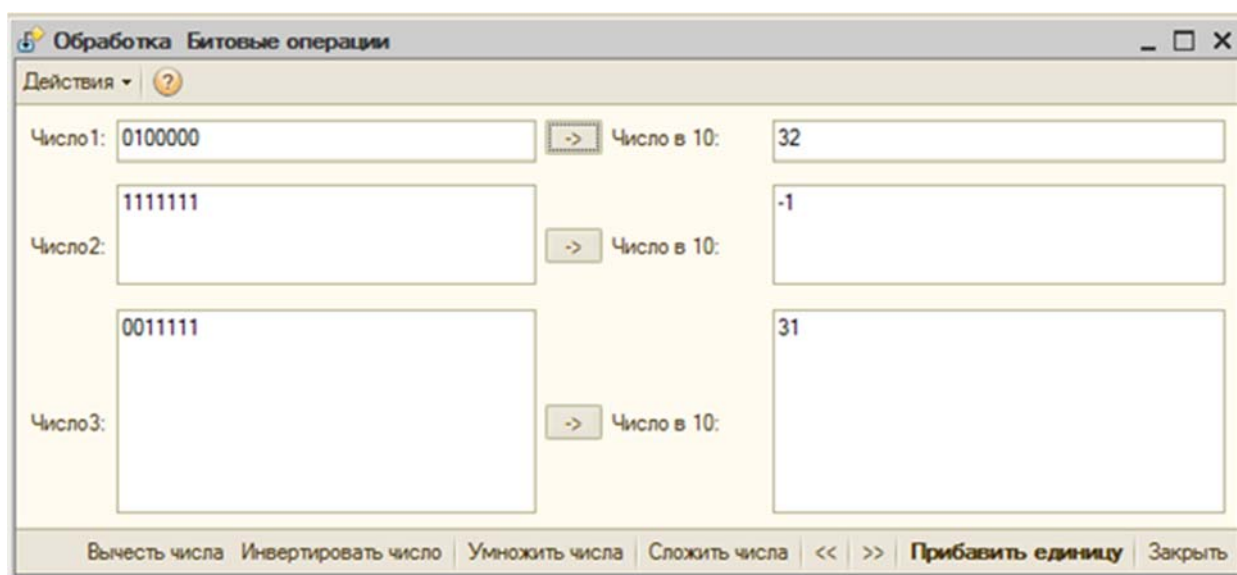 Обработка Битовые операции
Действия ?
Число1: 0100000 -> Число в 10: 32
1111111 -1
Число2: -> Число в 10:
0011111 31
Число3: -> Число в 10:
Вычесть числа Инвертировать число Умножить числа Сложить числа << >> Прибавить единицу Закрыть